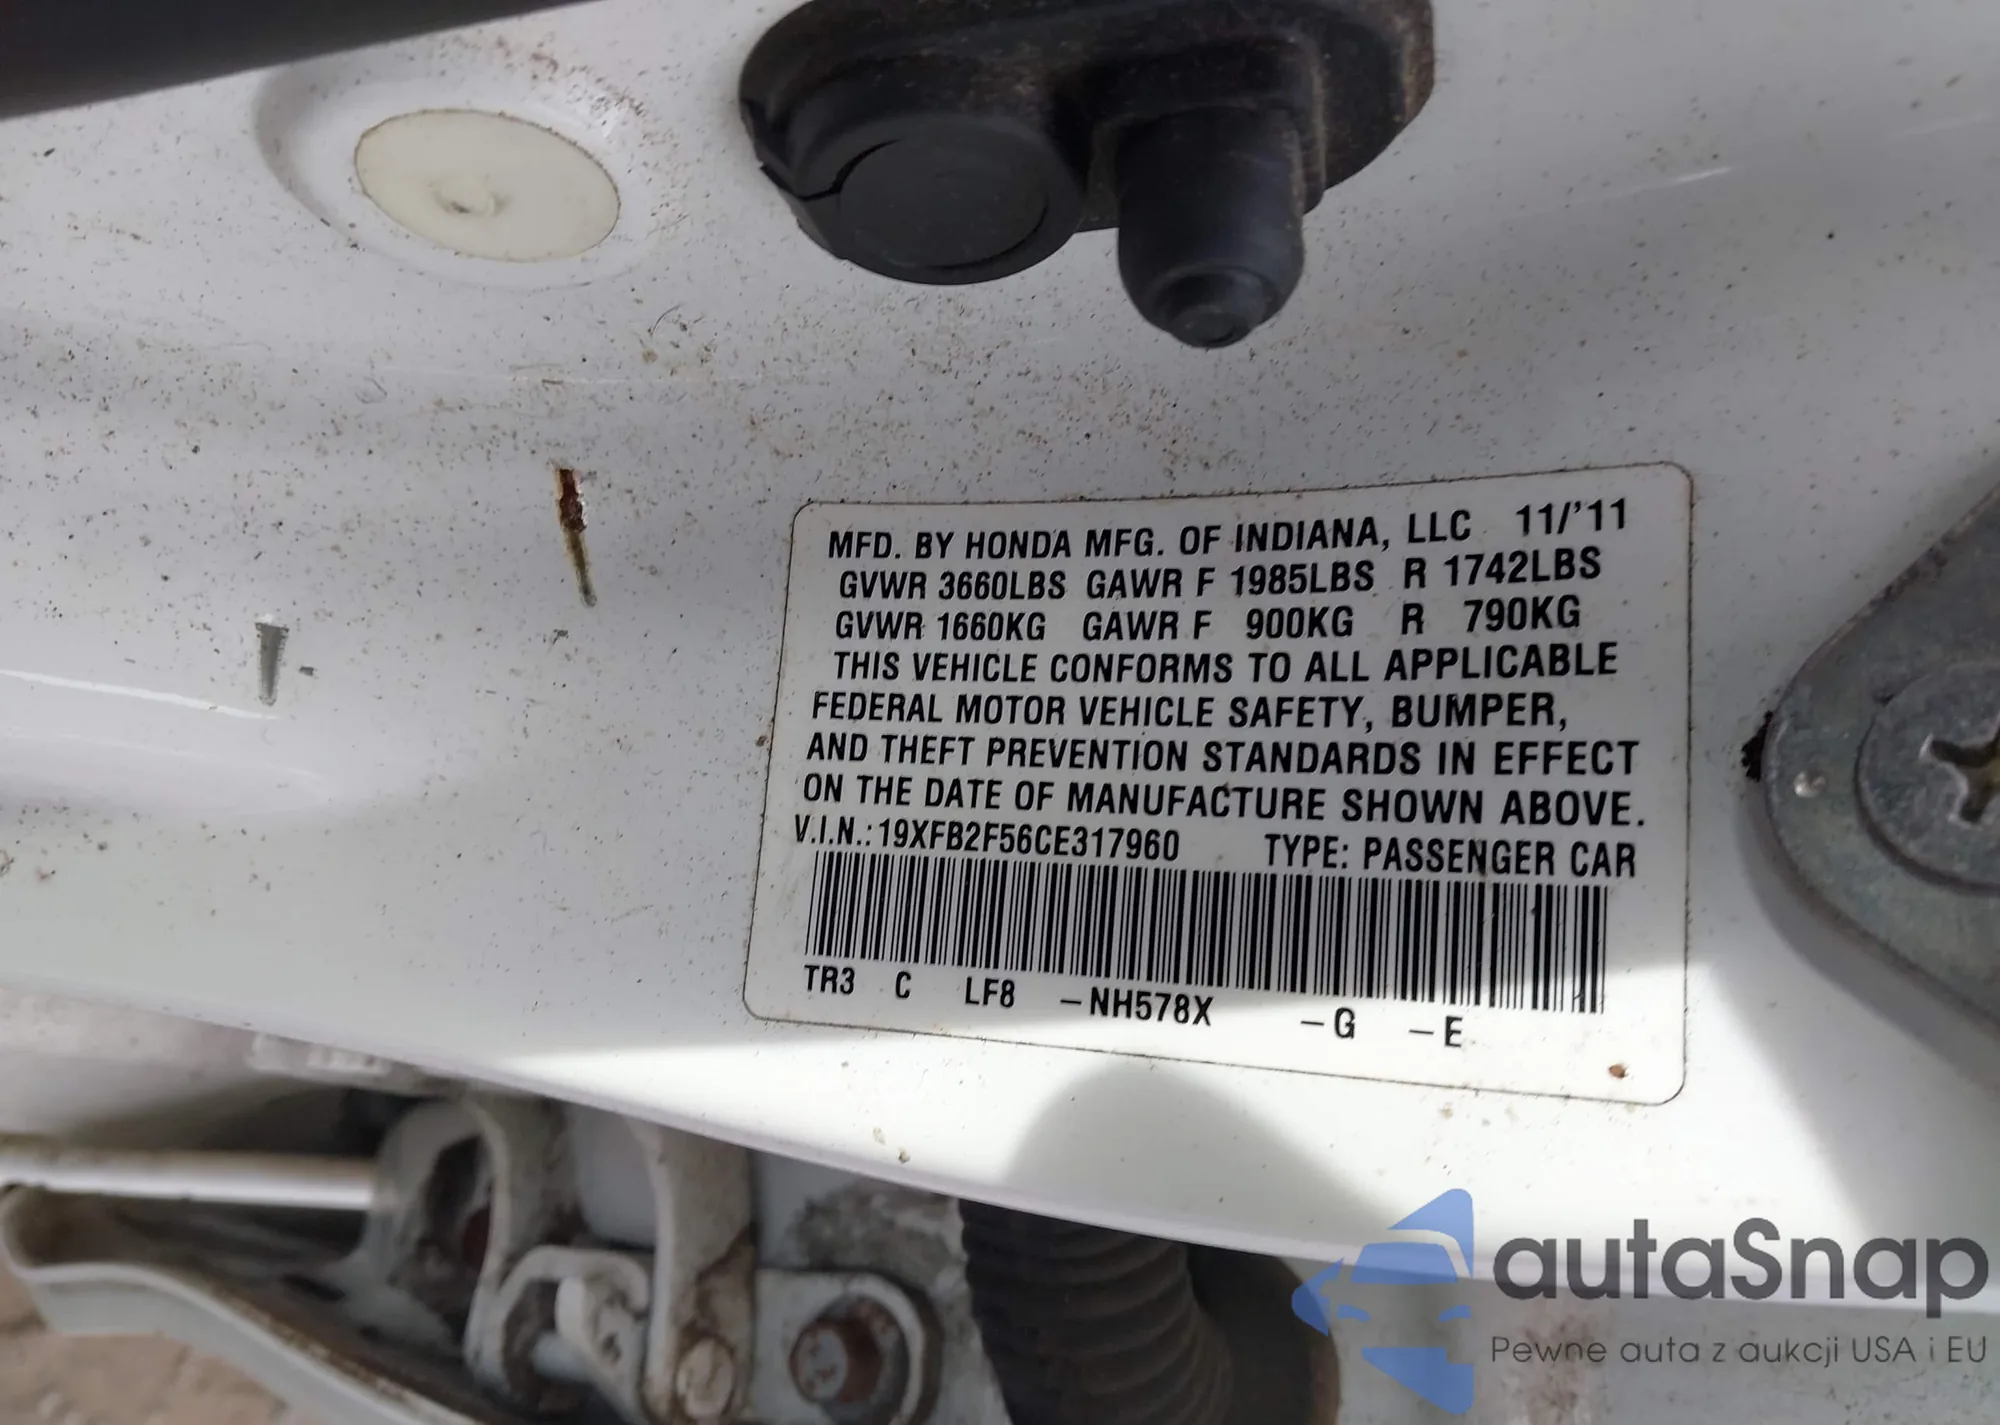 MFD. BY HONDA MFG. OF INDIANA, LLC 11/'11
GVWR 3660LBS GAWR F 1985LBS R 1742LBS
GVWR 1660KG GAWR F 900KG R 790KG
THIS VEHICLE CONFORMS TO ALL APPLICABLE
FEDERAL MOTOR VEHICLE SAFETY, BUMPER,
AND THEFT PREVENTION STANDARDS IN EFFECT
ON THE DATE OF MANUFACTURE SHOWN ABOVE.
V.I.N.: 19XFB2F56CE317960 TYPE: PASSENGER CAR
TR3 C LF8 -NH578X -G -E
autaSnap
Pewne auta z aukcji USA i EU